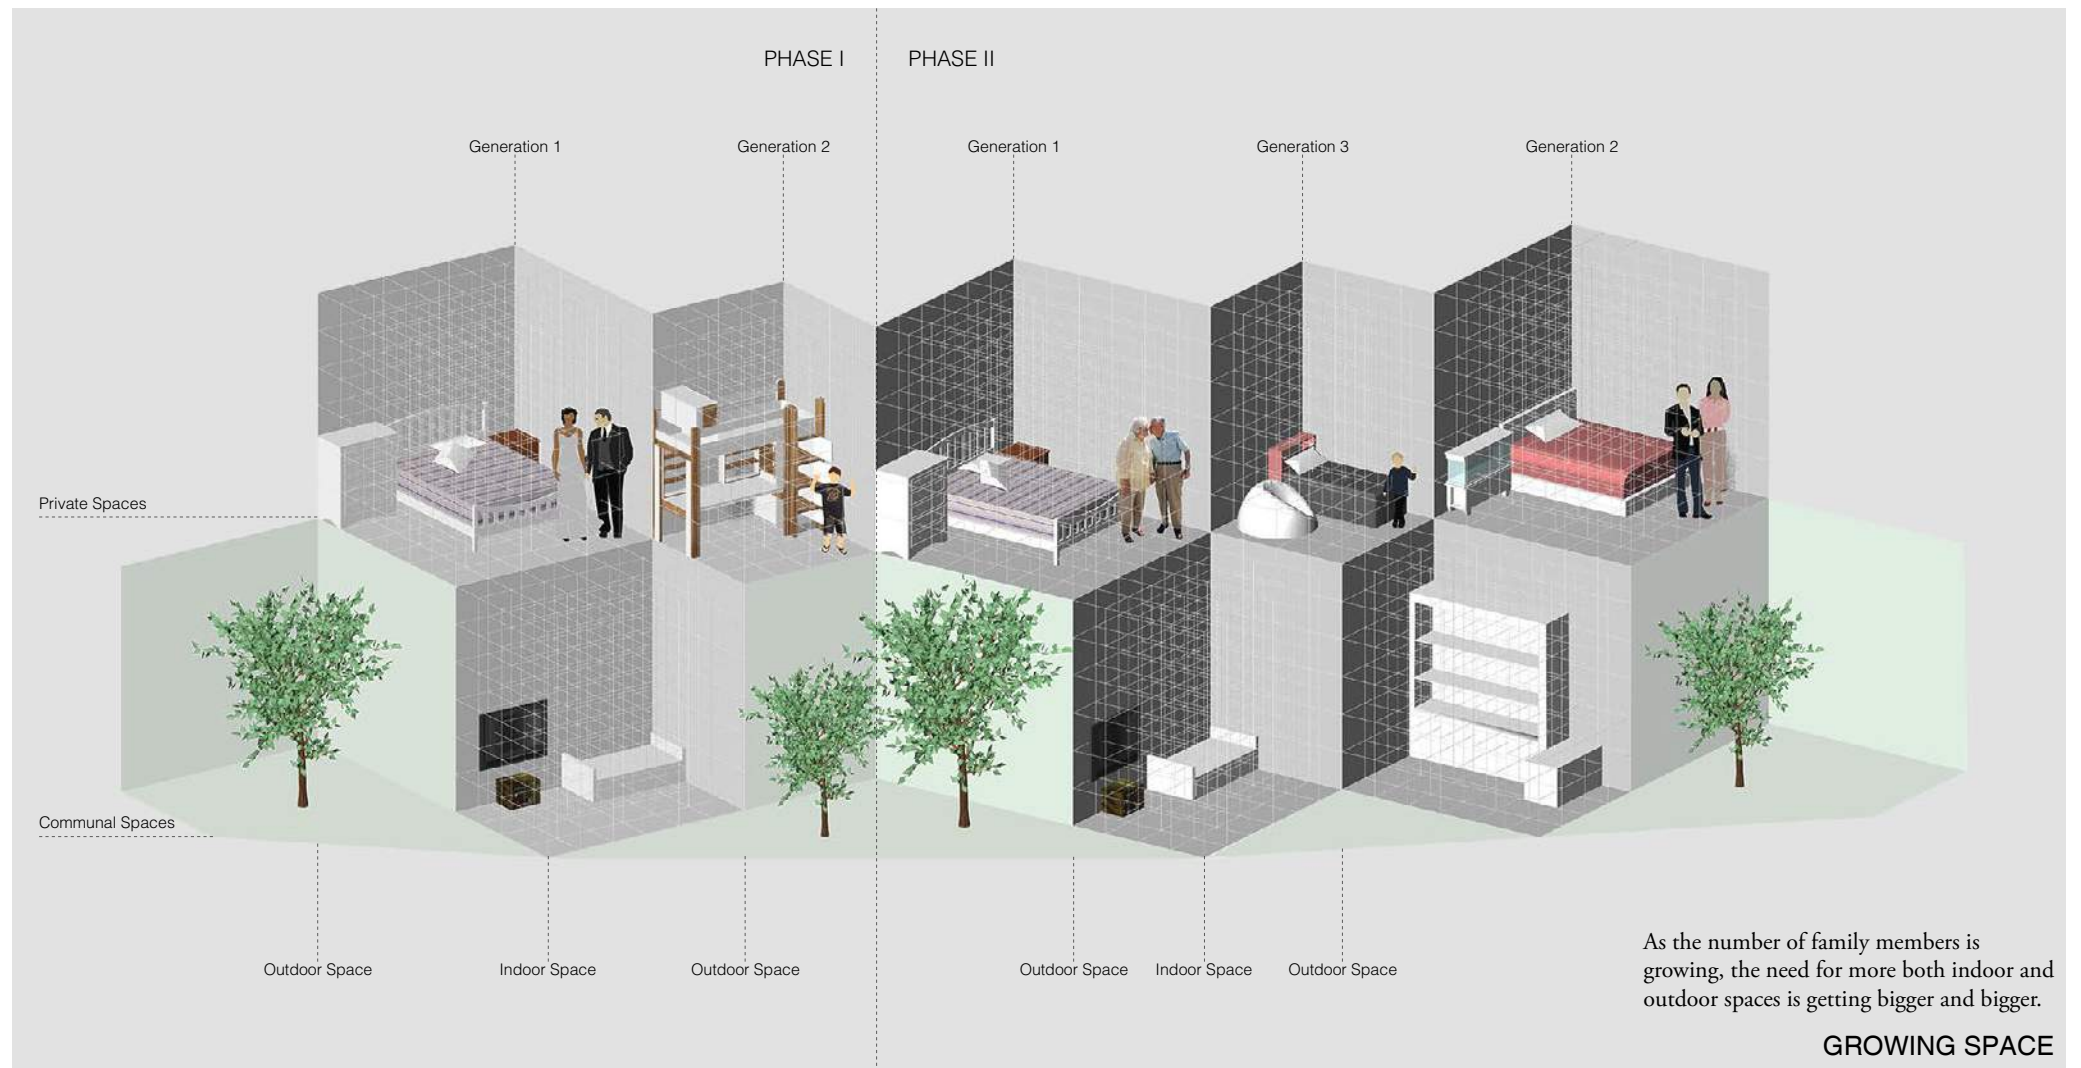 PHASE I
PHASE II
Generation 1
Generation 2
Generation 1
Generation 3
Generation 2
Private Spaces
Communal Spaces
Outdoor Space
Indoor Space
Outdoor Space
Outdoor Space
Indoor Space
Outdoor Space
As the number of family members is
growing, the need for more both indoor and
outdoor spaces is getting bigger and bigger.
GROWING SPACE